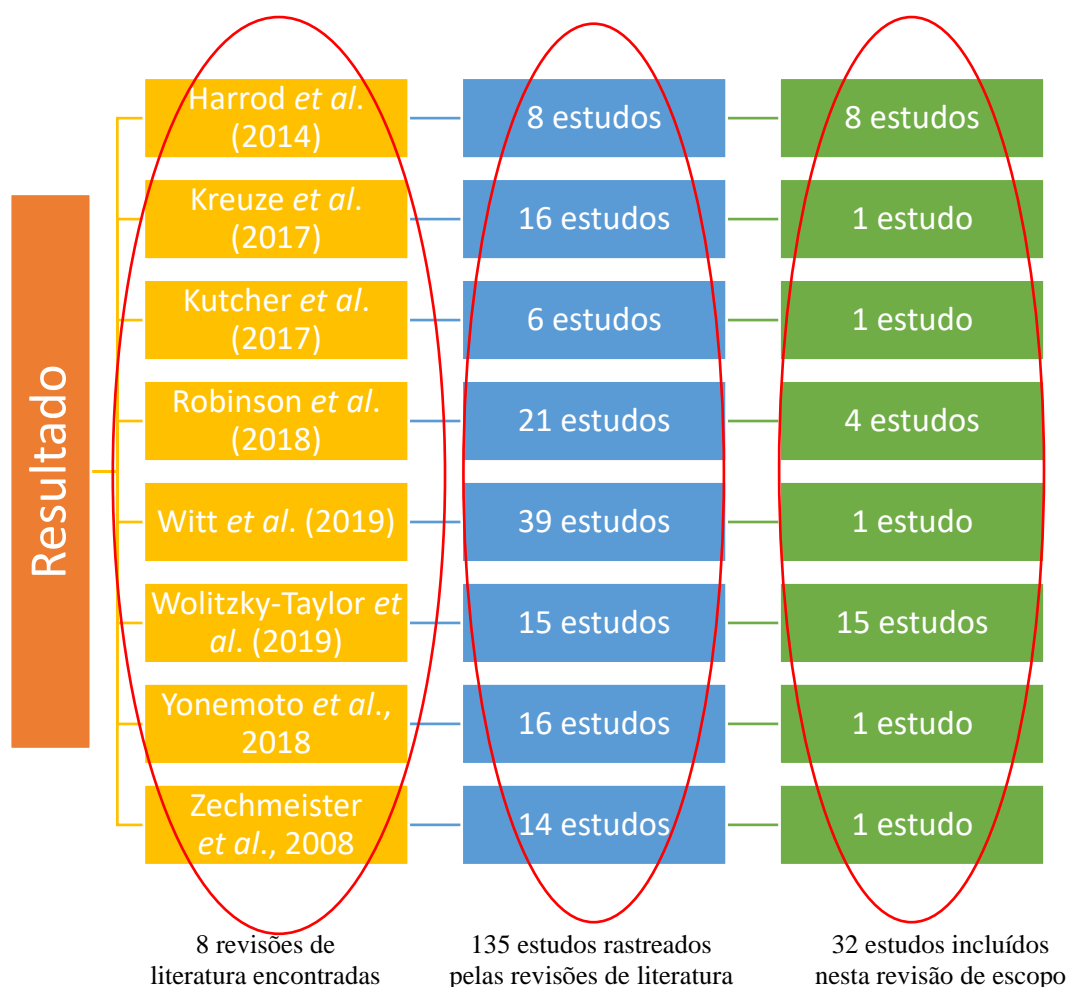 Resultado
Harrod et al.
(2014)
8 estudos
8 estudos
Kreuze et al.
(2017)
16 estudos
1 estudo
Kutcher et al.
(2017)
6 estudos
1 estudo
Robinson et al.
(2018)
21 estudos
4 estudos
Witt et al. (2019)
39 estudos
1 estudo
Wolitzky-Taylor et
al. (2019)
15 estudos
15 estudos
Yonemoto et al.,
2018
16 estudos
1 estudo
Zechmeister
et al., 2008
14 estudos
1 estudo
8 revisões de
literatura encontradas
135 estudos rastreados
pelas revisões de literatura
32 estudos incluídos
nesta revisão de escopo